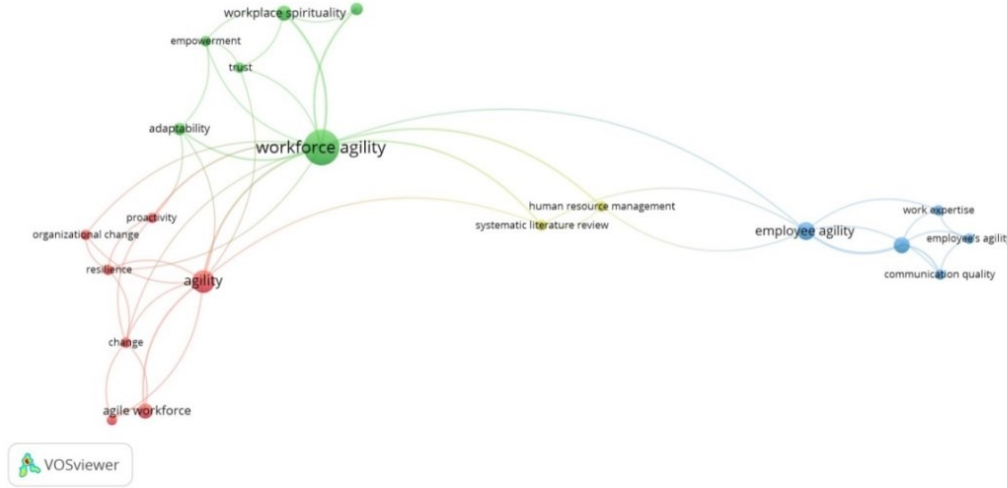 workplace spirituality
empowerment
trust
adaptability
workforce agility
proactivity
organizational change
resilience
agility
change
agile workforce
human resource management
systematic literature review
employee agility
work expertise
employee's agility
communication quality
VOSviewer